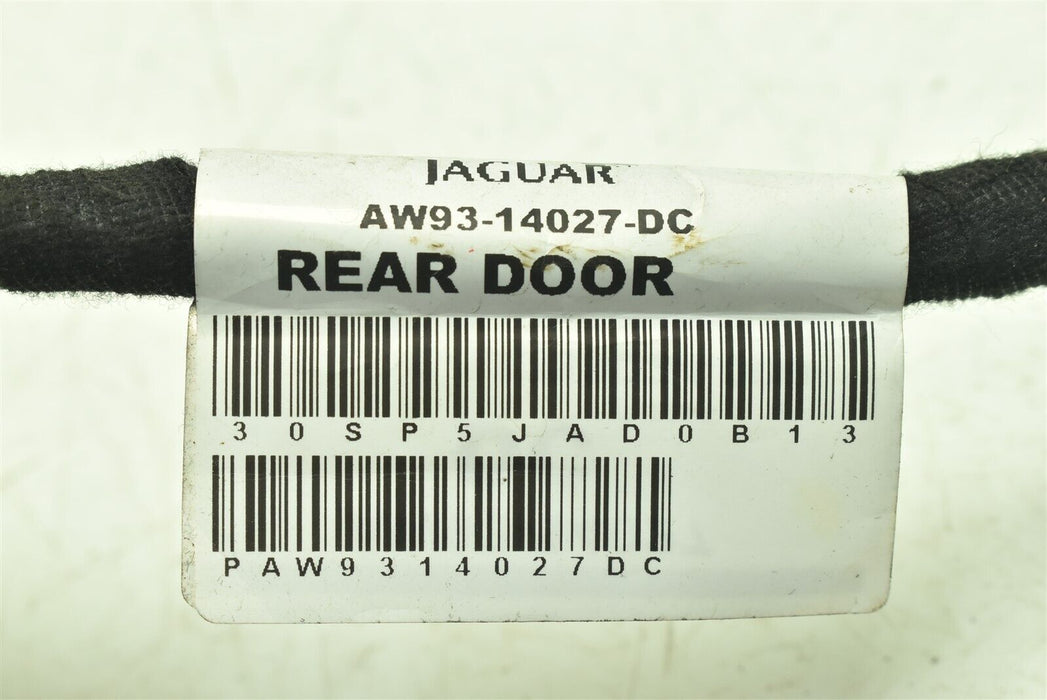 JAGUAR
AW93-14027-DC
REAR DOOR
30SP5JAD0B13
PAW9314027DC